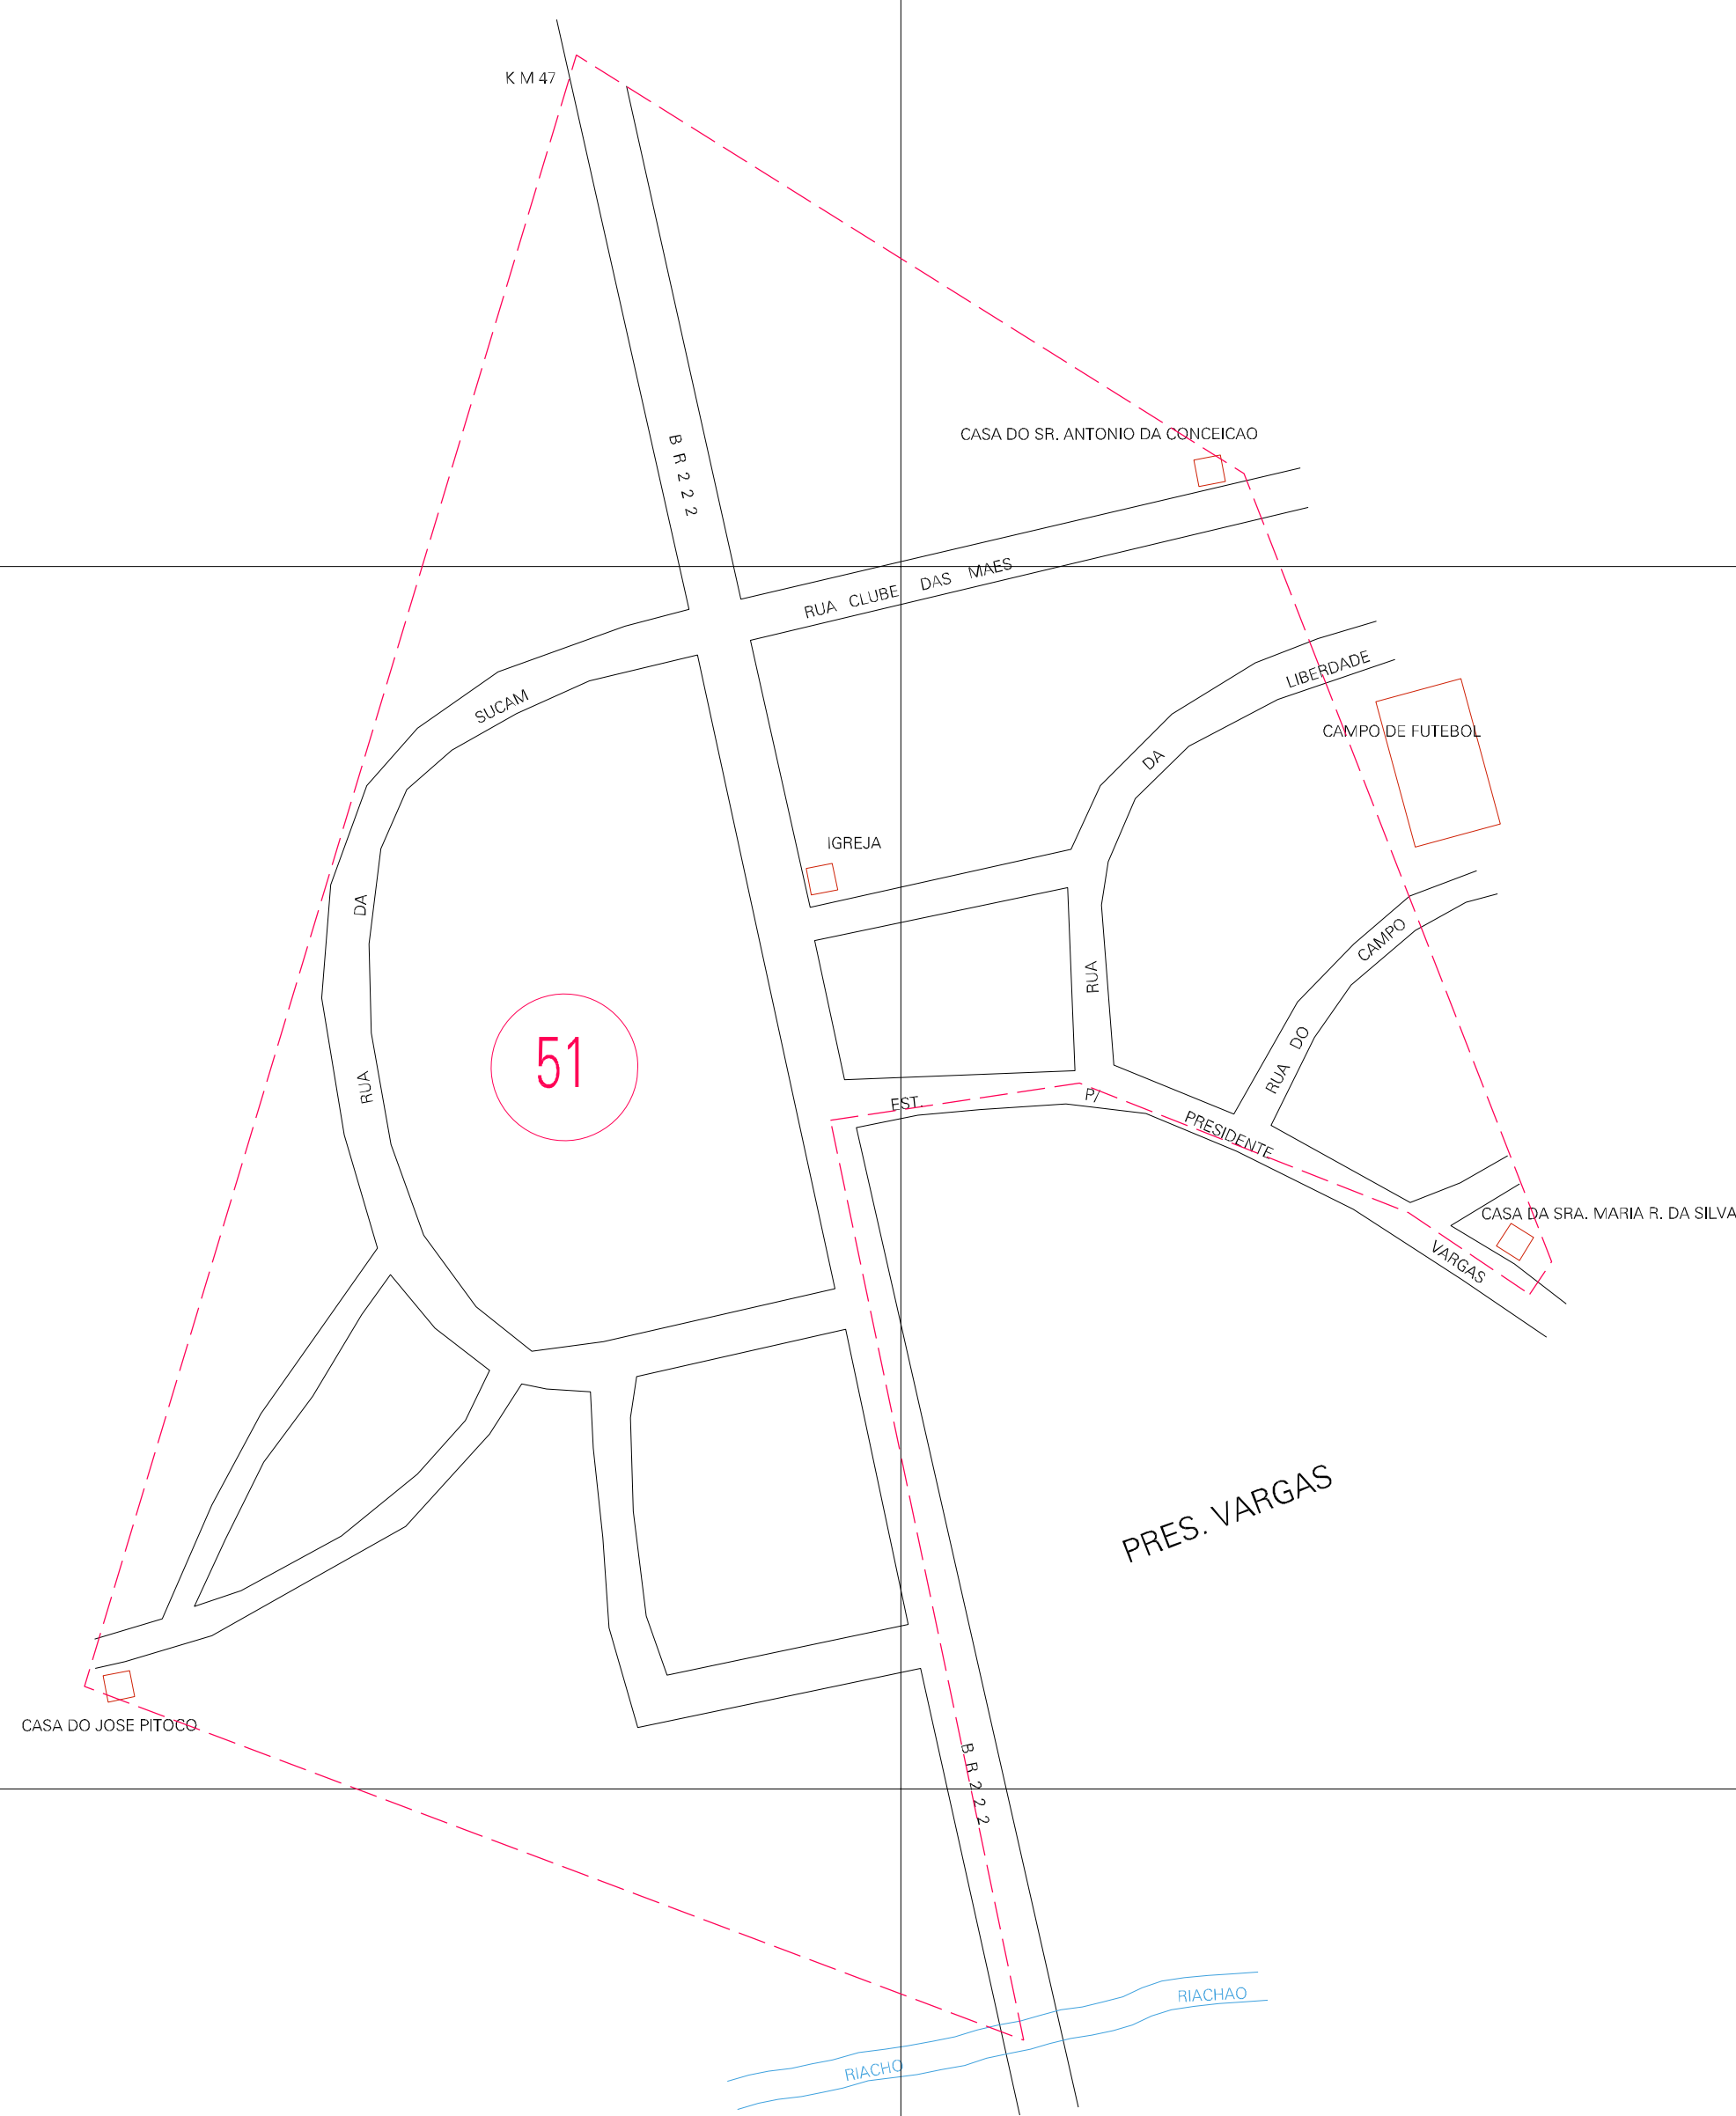 K M 47
B R 2 2 2
CASA DO SR. ANTONIO DA CONCEICAO
RUA CLUBE DAS MAES
RUA DA SUCAM
RUA DA LIBERDADE
CAMPO DE FUTEBOL
IGREJA
RUA DO CAMPO
51
EST. P/ PRESIDENTE VARGAS
CASA DA SRA. MARIA R. DA SILVA
PRES. VARGAS
CASA DO JOSE PITOCO
B R 2 2 2
RIACHO RIACHAO